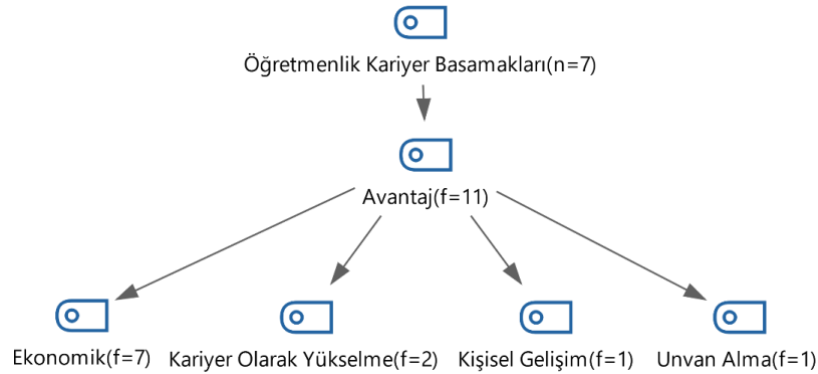 Öğretmenlik Kariyer Basamakları(n=7)
Avantaj(f=11)
Ekonomik(f=7) Kariyer Olarak Yükselme(f=2) Kişisel Gelişim(f=1) Unvan Alma(f=1)